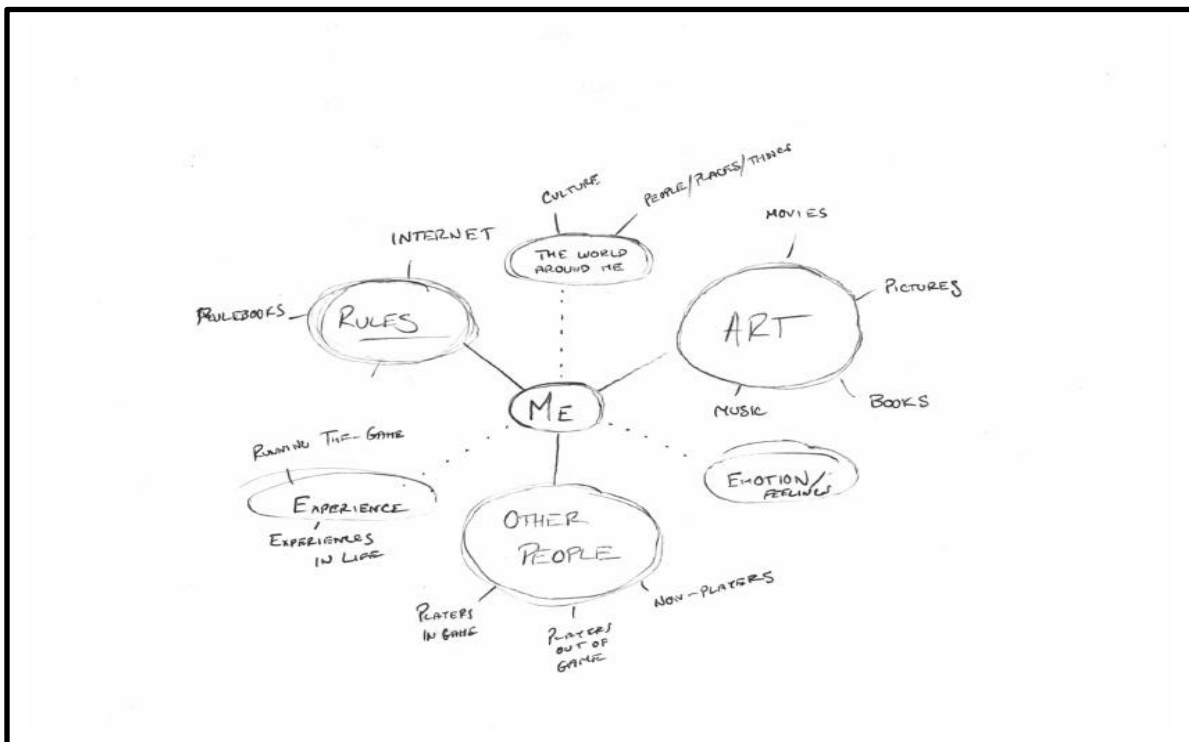 CULTURE
PEOPLE/PLACES/THINGS
MOVIES
INTERNET
THE WORLD
AROUND ME
PICTURES
RULEBOOKS
RULES
ART
ME
MUSIC
BOOKS
RUNNING THE GAME
EMOTION/
FEELINGS
EXPERIENCE
OTHER
PEOPLE
EXPERIENCES
IN LIFE
NON-PLAYERS
PLAYERS
IN GAME
PLAYERS
OUT OF
GAME